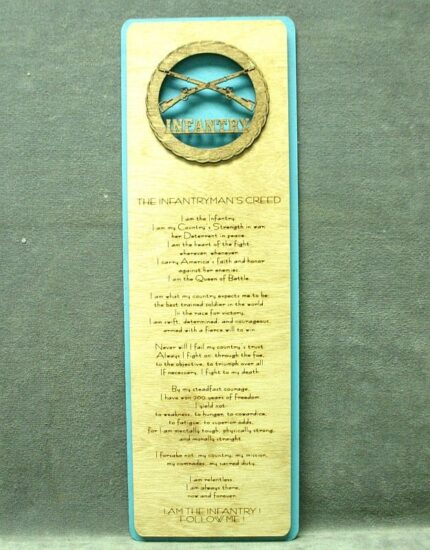 INFANTRY
THE INFANTRYMAN'S CREED
I am the Infantry.
I am my Country's Strength in war,
her Deterrent in peace.
I am the heart of the fight-
wherever, whenever.
I carry America's faith and honor
against her enemies.
I am the Queen of Battle.
I am what my country expects me to be-
the best trained soldier in the world.
In the race for victory,
I am swift, determined, and courageous,
armed with a fierce will to win.
Never will I fail my country's trust.
Always I fight on: through the foe,
to the objective, to triumph over all.
If necessary, I fight to my death.
By my steadfast courage,
I have won 200 years of freedom.
I yield not-
to weakness, to hunger, to cowardice,
to fatigue, to superior odds,
for I am mentally tough, physically strong,
and morally straight.
I forsake not, my country, my mission,
my comrades, my sacred duty.
I am relentless.
I am always there,
now and forever.
I AM THE INFANTRY!
FOLLOW ME!